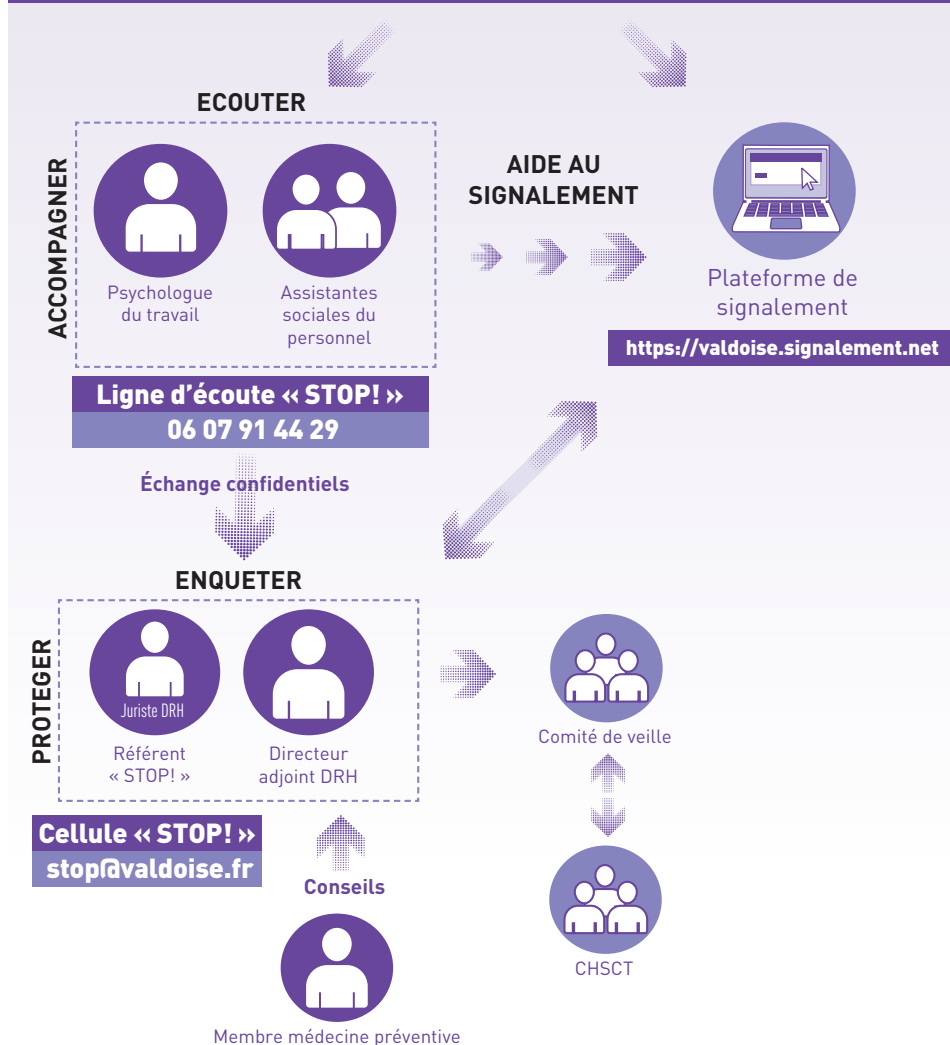 ECOUTER
ACCOMPAGNER
Psychologue
du travail
Assistantes
sociales du
personnel
AIDE AU
SIGNALEMENT
Plateforme de
signalement
https://valdoise.signalement.net
Ligne d'écoute « STOP! »
06 07 91 44 29
Échange confidentiels
ENQUETER
PROTEGER
Juriste DRH
Référent
« STOP! »
Directeur
adjoint DRH
Comité de veille
Cellule « STOP! »
stop@valdoise.fr
Conseils
CHSCT
Membre médecine préventive